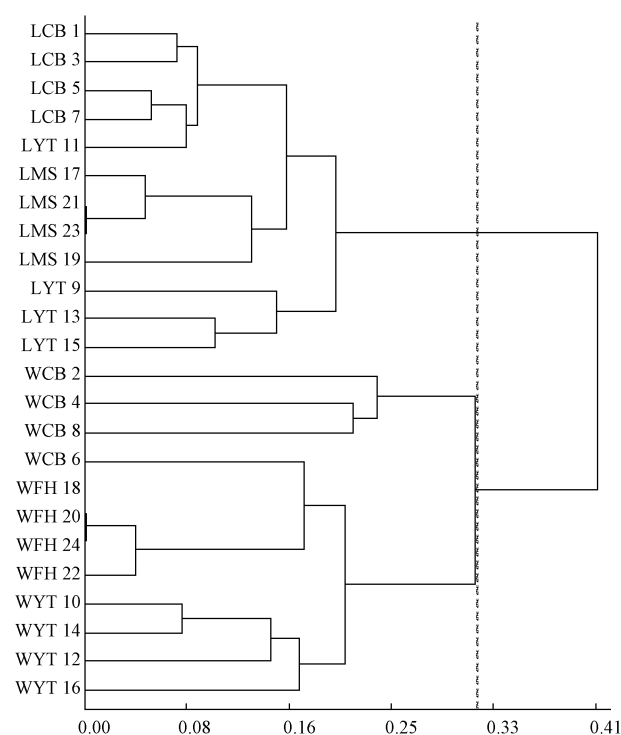 LCB 1
LCB 3
LCB 5
LCB 7
LYT 11
LMS 17
LMS 21
LMS 23
LMS 19
LYT 9
LYT 13
LYT 15
WCB 2
WCB 4
WCB 8
WCB 6
WFH 18
WFH 20
WFH 24
WFH 22
WYT 10
WYT 14
WYT 12
WYT 16
0.00 0.08 0.16 0.25 0.33 0.41